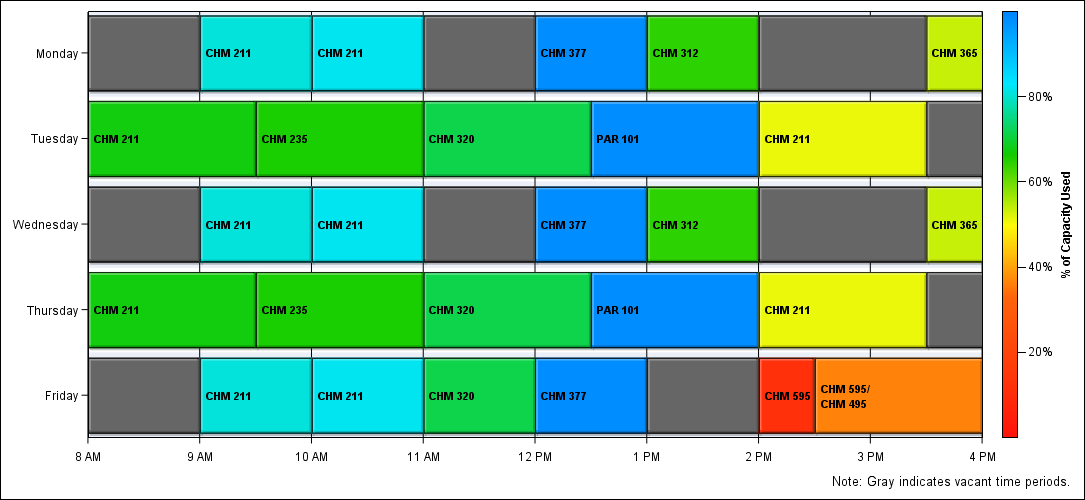 Monday
CHM 211
CHM 211
CHM 377
CHM 312
CHM 365
Tuesday
CHM 211
CHM 235
CHM 320
PAR 101
CHM 211
Wednesday
CHM 211
CHM 211
CHM 377
CHM 312
CHM 365
Thursday
CHM 211
CHM 235
CHM 320
PAR 101
CHM 211
Friday
CHM 211
CHM 211
CHM 320
CHM 377
CHM 595
CHM 595/
CHM 495
8 AM
9 AM
10 AM
11 AM
12 PM
1 PM
2 PM
3 PM
4 PM
80%
60%
40%
20%
% of Capacity Used
Note: Gray indicates vacant time periods.